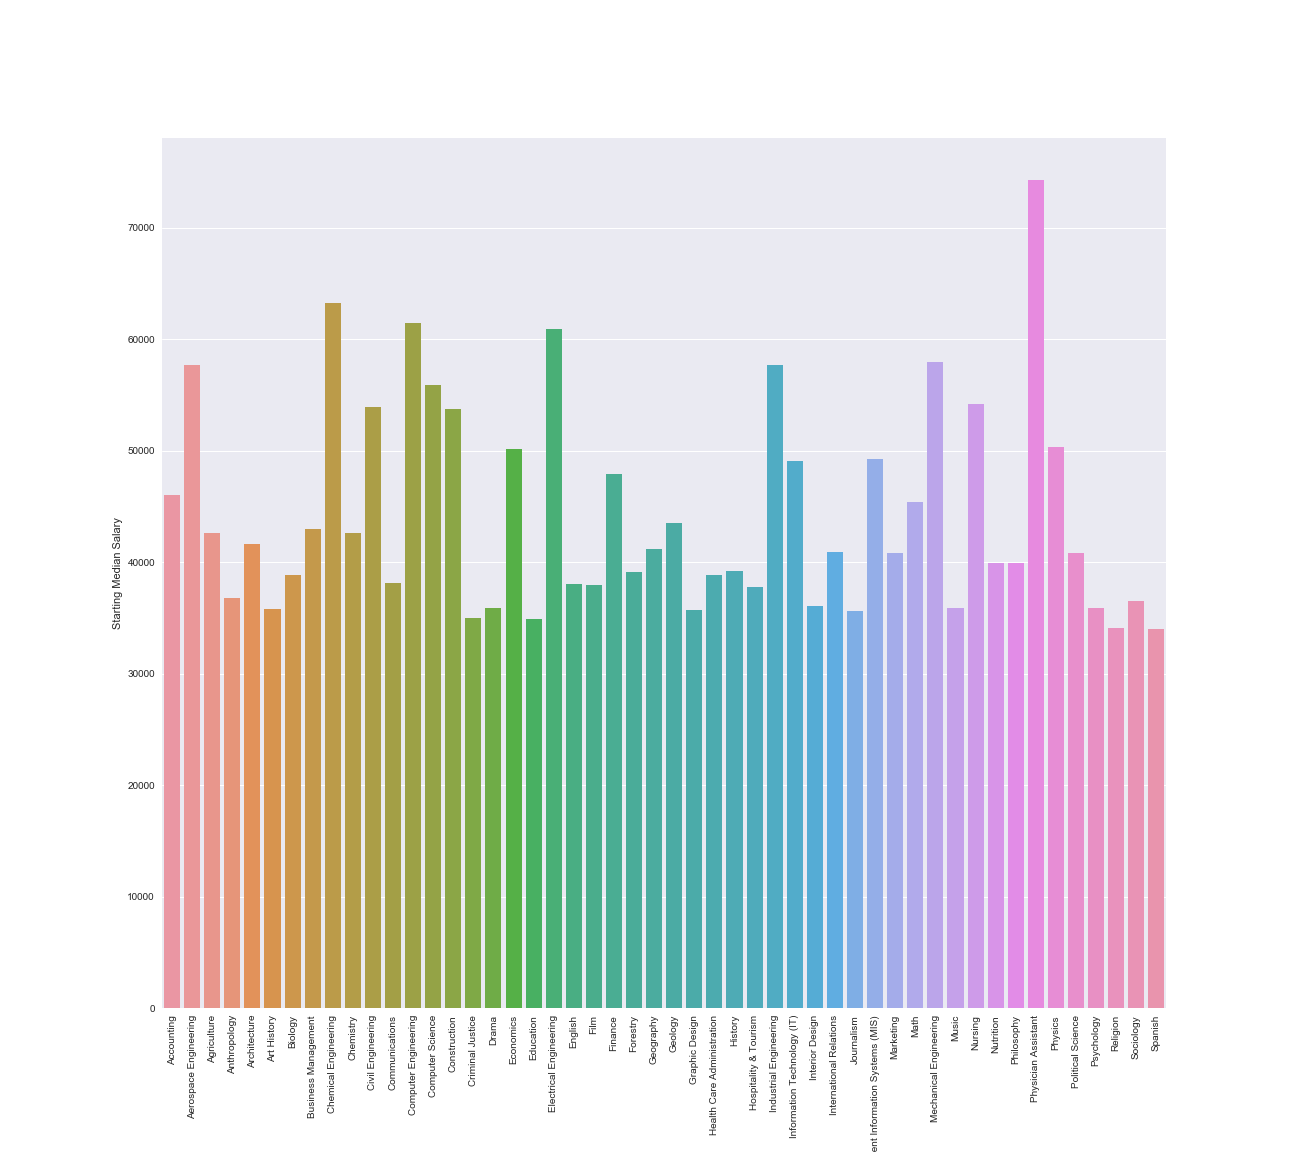 70000
60000
50000
40000
30000
20000
10000
0
Starting Median Salary
Accounting
Aerospace Engineering
Agriculture
Anthropology
Architecture
Art History
Biology
Business Management
Chemical Engineering
Chemistry
Civil Engineering
Communications
Computer Engineering
Computer Science
Construction
Criminal Justice
Drama
Economics
Education
Electrical Engineering
English
Film
Finance
Forestry
Geography
Geology
Graphic Design
Health Care Administration
History
Hospitality & Tourism
Industrial Engineering
Information Technology (IT)
Interior Design
International Relations
Journalism
ent Information Systems (MIS)
Marketing
Math
Mechanical Engineering
Music
Nursing
Nutrition
Philosophy
Physician Assistant
Physics
Political Science
Psychology
Religion
Sociology
Spanish